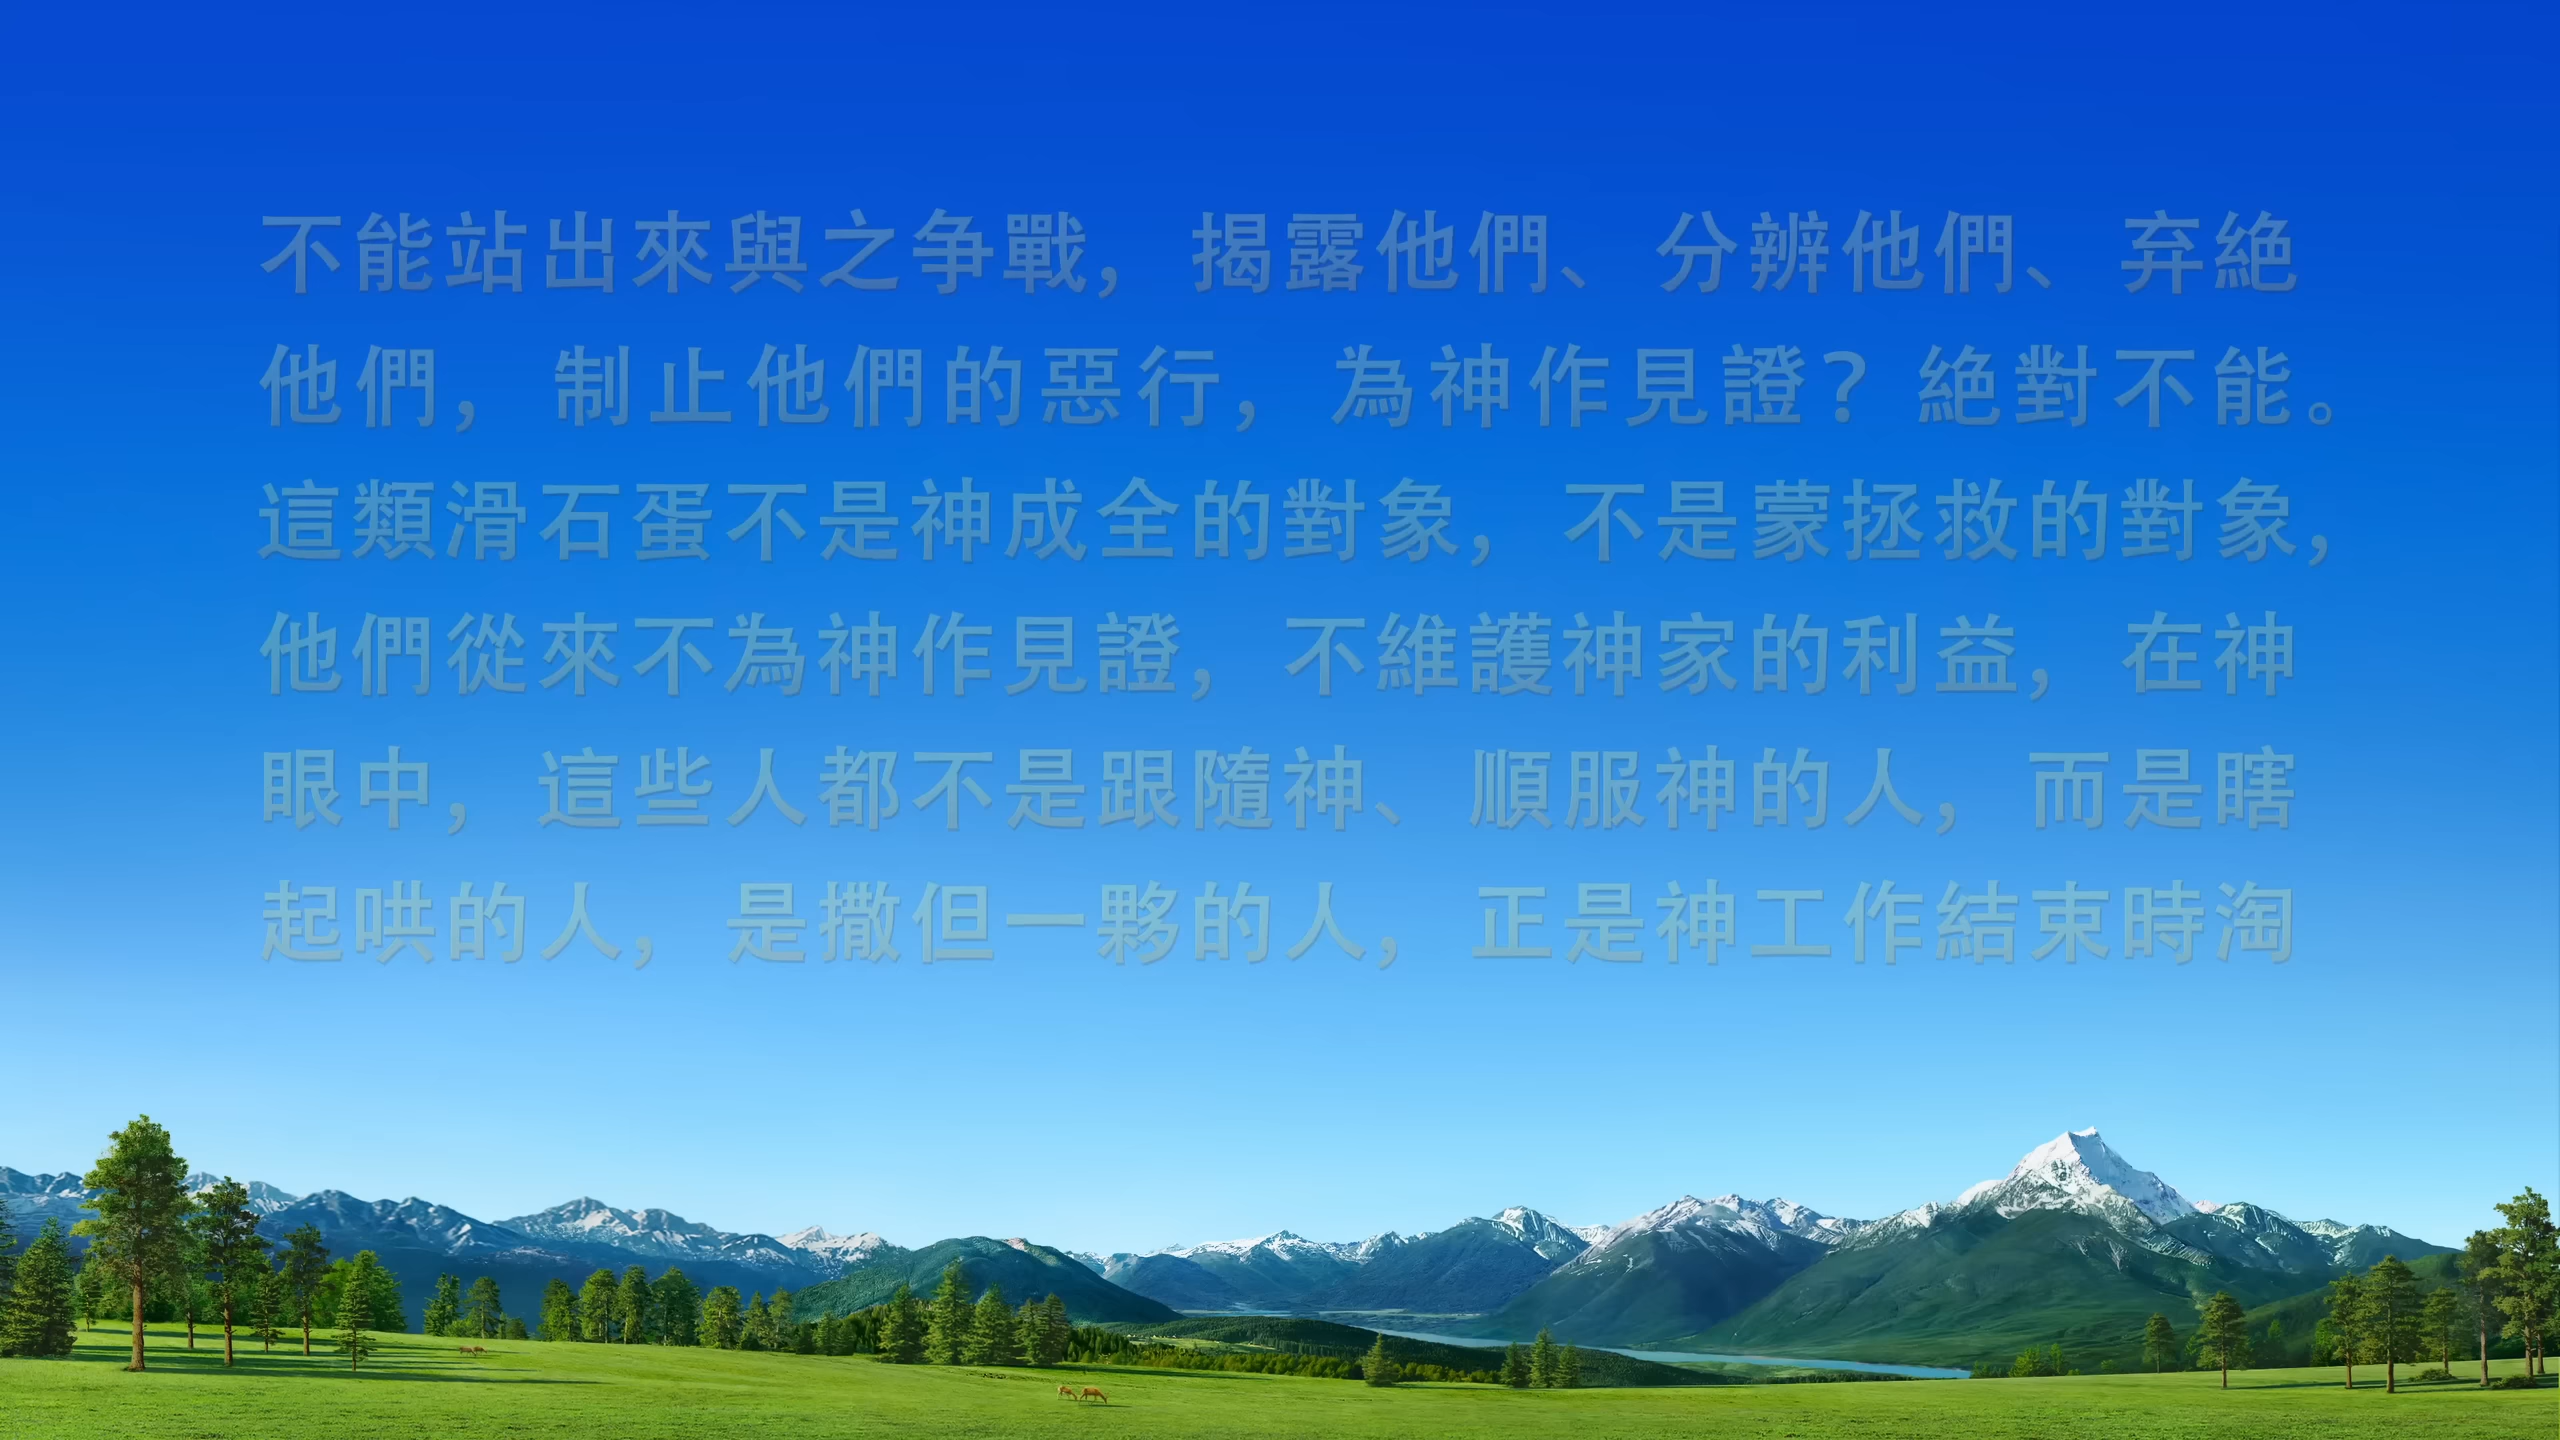 不能站出來與之争戰，揭露他們、分辨他們、弃絶
他們，制止他們的惡行，為神作見證？絶對不能。
這類滑石蛋不是神成全的對象，不是蒙拯救的對象，
他們從來不為神作見證，不維護神家的利益，在神
眼中，這些人都不是跟隨神、順服神的人，而是瞎
起哄的人，是撒但一夥的人，正是神工作結束時淘